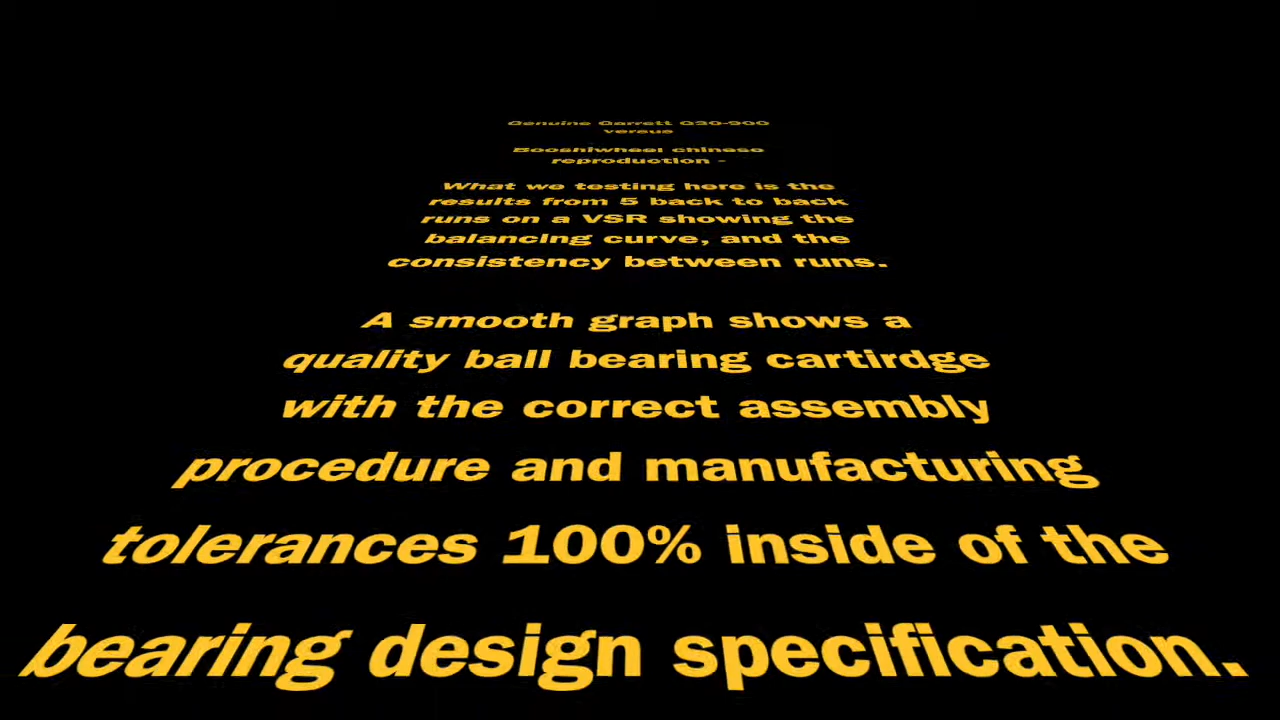 Genuine Garrett G30-900
versus
Booshiwheel chinese
reproduction -
What we testing here is the
results from 5 back to back
runs on a VSR showing the
balancing curve, and the
consistency between runs.
A smooth graph shows a
quality ball bearing cartirdge
with the correct assembly
procedure and manufacturing
tolerances 100% inside of the
bearing design specification.